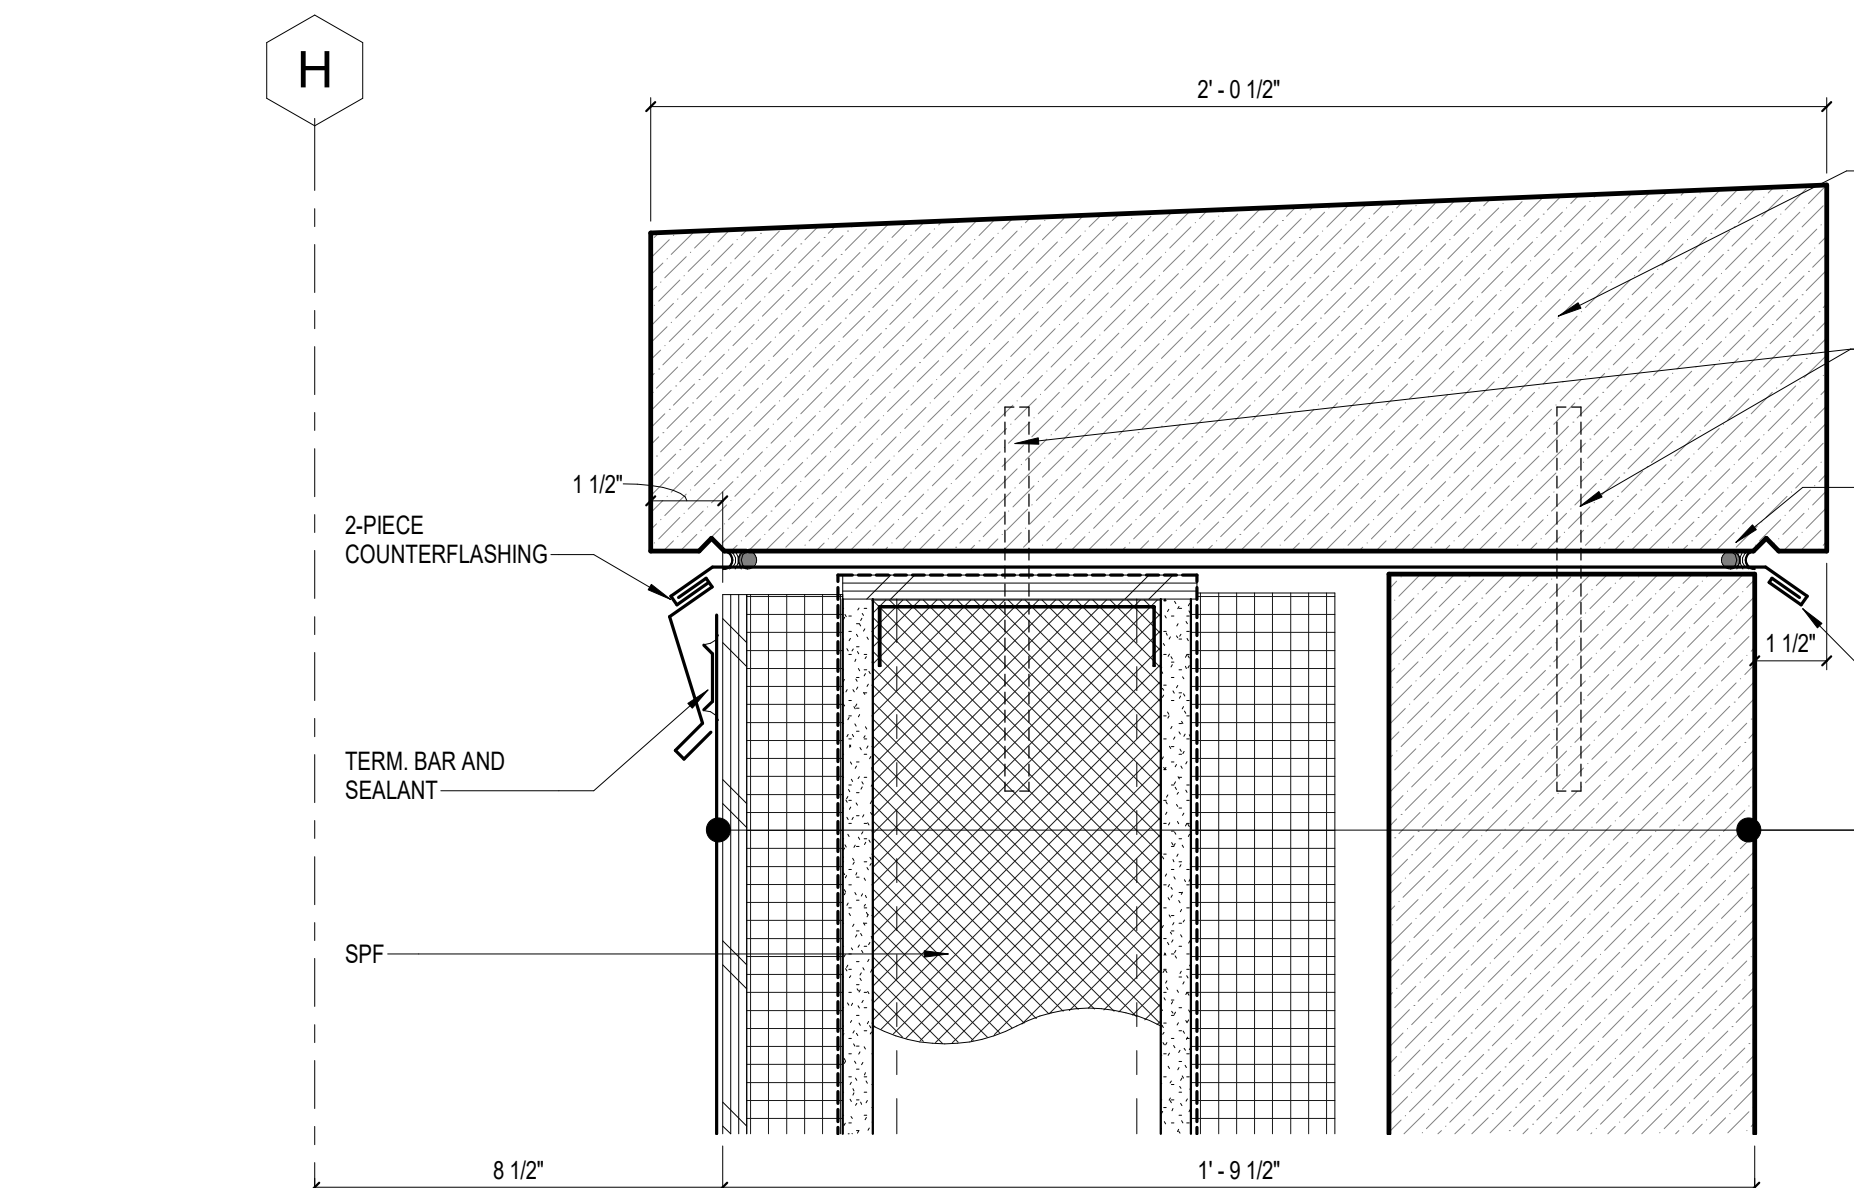 H
2' - 0 1/2"
1 1/2"
2-PIECE
COUNTERFLASHING
1 1/2"
TERM. BAR AND
SEALANT
SPF
8 1/2"
1' - 9 1/2"